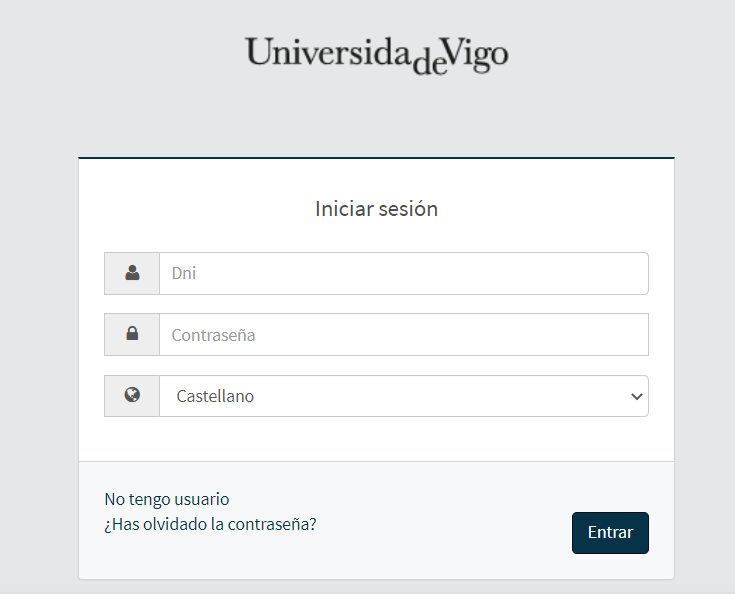 UniversidadeVigo
Iniciar sesión
Dni
Contraseña
Castellano
No tengo usuario
¿Has olvidado la contraseña?
Entrar